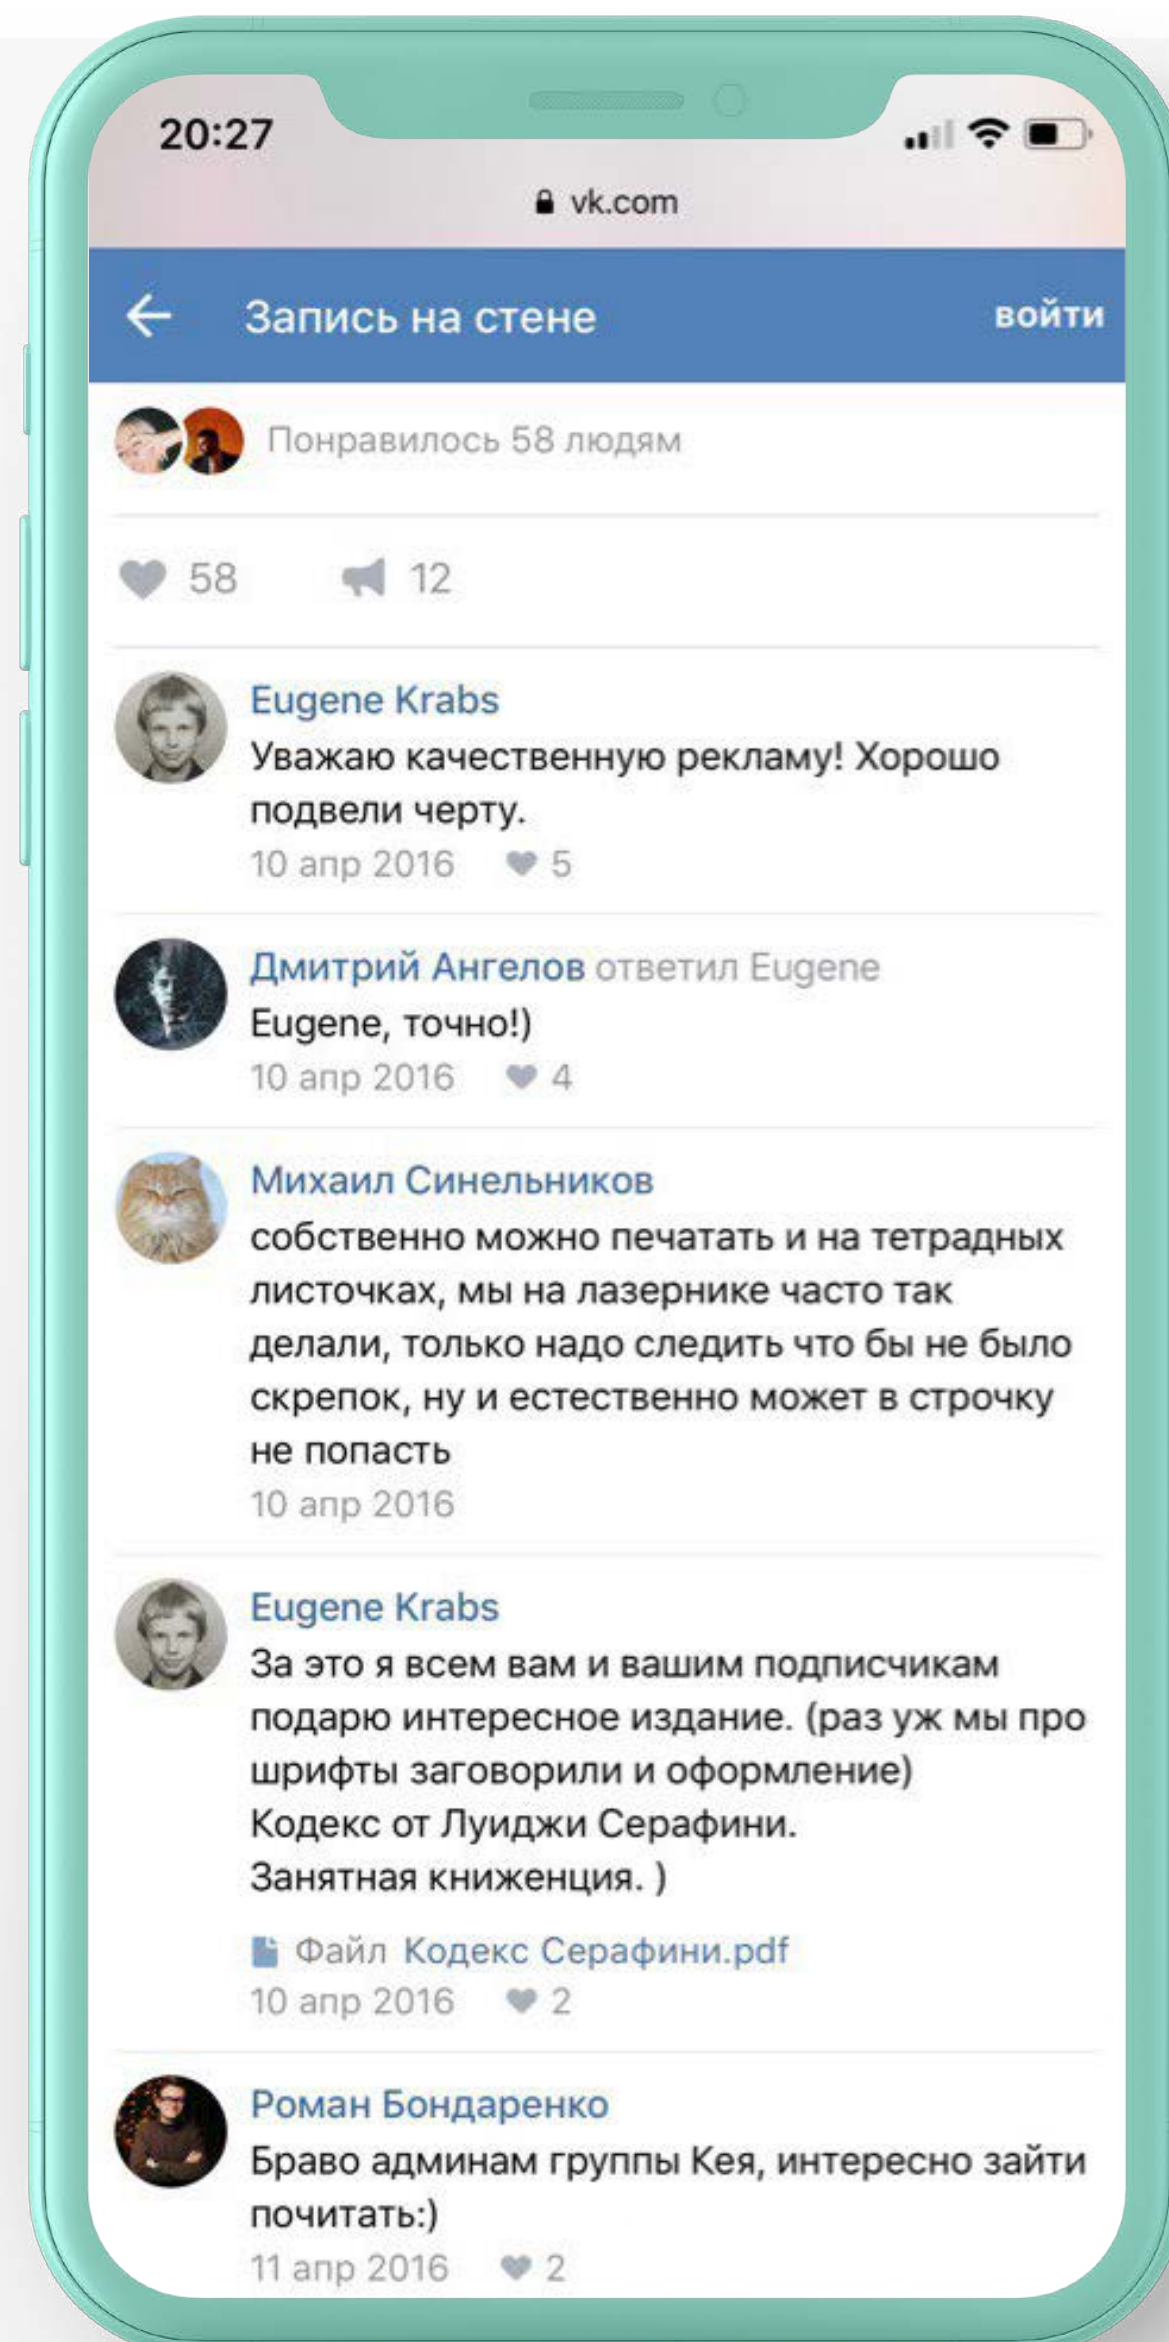 20:27
vk.com
Запись на стене
войти
Понравилось 58 людям
58 12
Eugene Krabs
Уважаю качественную рекламу! Хорошо
подвели черту.
10 апр 2016 5
Дмитрий Ангелов ответил Eugene
Eugene, точно!)
10 апр 2016 4
Михаил Синельников
собственно можно печатать и на тетрадных
листочках, мы на лазернике часто так
делали, только надо следить что бы не было
скрепок, ну и естественно может в строчку
не попасть
10 апр 2016
Eugene Krabs
За это я всем вам и вашим подписчикам
подарю интересное издание. (раз уж мы про
шрифты заговорили и оформление)
Кодекс от Луиджи Серафини.
Занятная книженция. )
Файл Кодекс Серафини.pdf
10 апр 2016 2
Роман Бондаренко
Браво админам группы Кея, интересно зайти
почитать:)
11 апр 2016 2